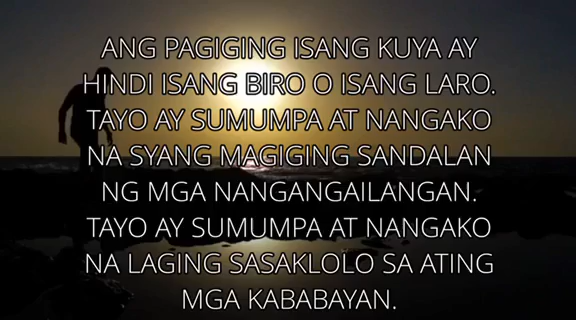 ANG PAGIGING ISANG KUYA AY
HINDI ISANG BIRO O ISANG LARO.
TAYO AY SUMUMPA AT NANGAKO
NA SYANG MAGIGING SANDALAN
NG MGA NANGANGAILANGAN.
TAYO AY SUMUMPA AT NANGAKO
NA LAGING SASAKLOLO SA ATING
MGA KABABAYAN.